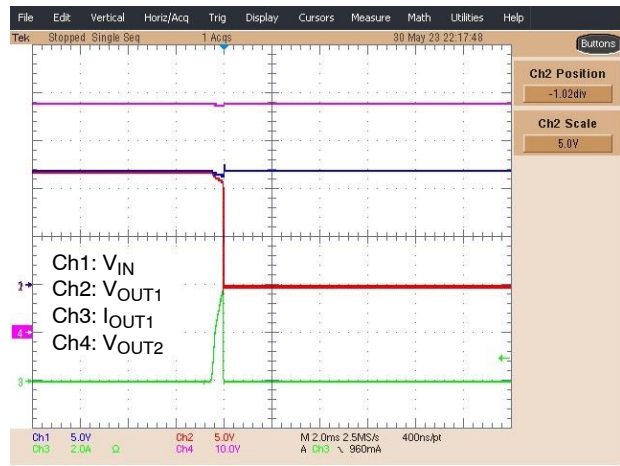 File Edit Vertical Horiz/Acq Trig Display Cursors Measure Math Utilities Help
Tek Stopped Single Seq 1 Acqs 30 May 23 22:17:48
Buttons
Ch2 Position
-1.02div
Ch2 Scale
5.0V
Ch1: VIN
Ch2: VOUT1
Ch3: IOUT1
Ch4: VOUT2
4
3
Ch1 5.0V Ch2 5.0V M 2.0ms 2.5MS/s 400ns/pt
Ch3 2.0A Ω Ch4 10.0V A Ch3 ↘ 960mA